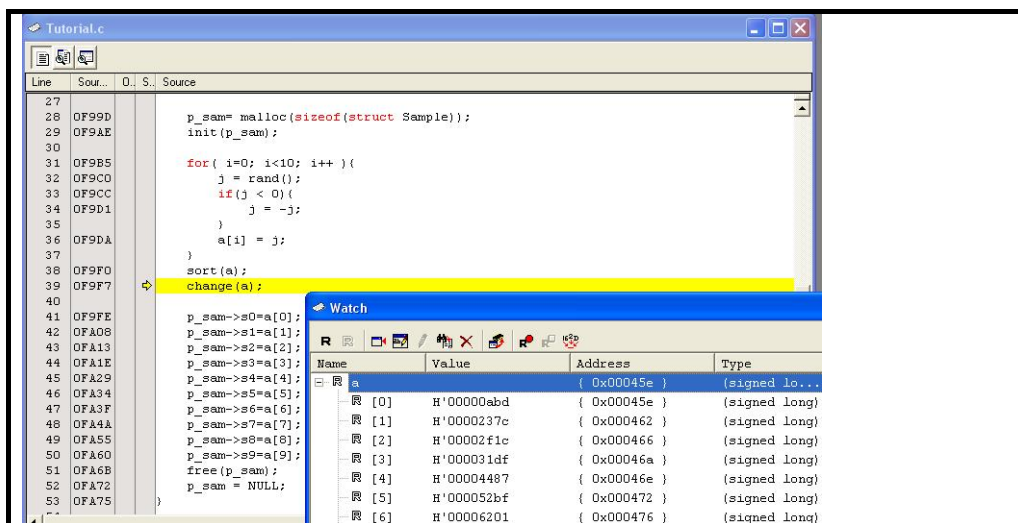 Tutorial.c
Line Sour... O.. S.. Source
27
28 0F99D p_sam= malloc(sizeof(struct Sample));
29 0F9AE init(p_sam);
30
31 0F9B5 for( i=0; i<10; i++ ){
32 0F9C0 j = rand();
33 0F9CC if(j < 0){
34 0F9D1 j = -j;
35 }
36 0F9DA a[i] = j;
37 }
38 0F9F0 sort(a);
39 0F9F7 change(a);
40
41 0F9FE p_sam->s0=a[0];
42 0FA08 p_sam->s1=a[1];
43 0FA13 p_sam->s2=a[2];
44 0FA1E p_sam->s3=a[3];
45 0FA29 p_sam->s4=a[4];
46 0FA34 p_sam->s5=a[5];
47 0FA3F p_sam->s6=a[6];
48 0FA4A p_sam->s7=a[7];
49 0FA55 p_sam->s8=a[8];
50 0FA60 p_sam->s9=a[9];
51 0FA6B free(p_sam);
52 0FA72 p_sam = NULL;
53 0FA75 }
Watch
R R R R
Name Value Address Type
R a { 0x00045e } (signed lo...
R [0] H'00000abd { 0x00045e } (signed long)
R [1] H'0000237c { 0x000462 } (signed long)
R [2] H'00002f1c { 0x000466 } (signed long)
R [3] H'000031df { 0x00046a } (signed long)
R [4] H'00004487 { 0x00046e } (signed long)
R [5] H'000052bf { 0x000472 } (signed long)
R [6] H'00006201 { 0x000476 } (signed long)